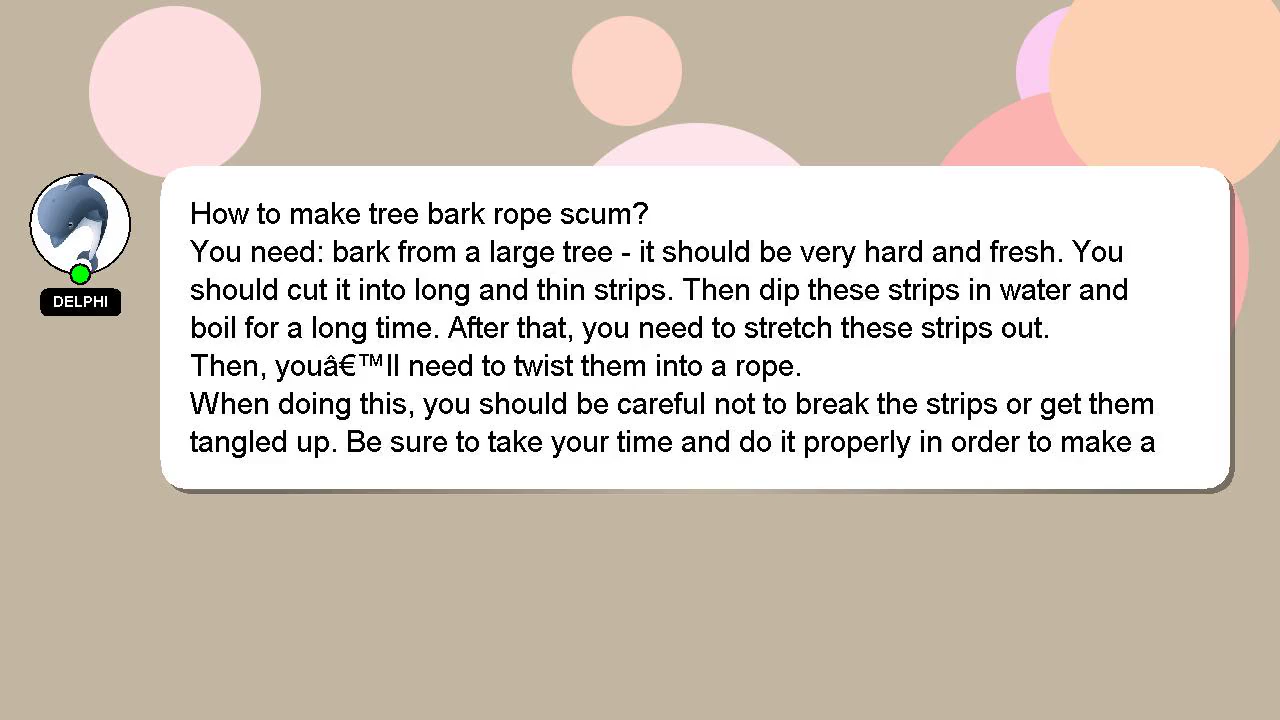 How to make tree bark rope scum?
You need: bark from a large tree - it should be very hard and fresh. You
should cut it into long and thin strips. Then dip these strips in water and
boil for a long time. After that, you need to stretch these strips out.
Then, youâ€™ll need to twist them into a rope.
When doing this, you should be careful not to break the strips or get them
tangled up. Be sure to take your time and do it properly in order to make a
DELPHI